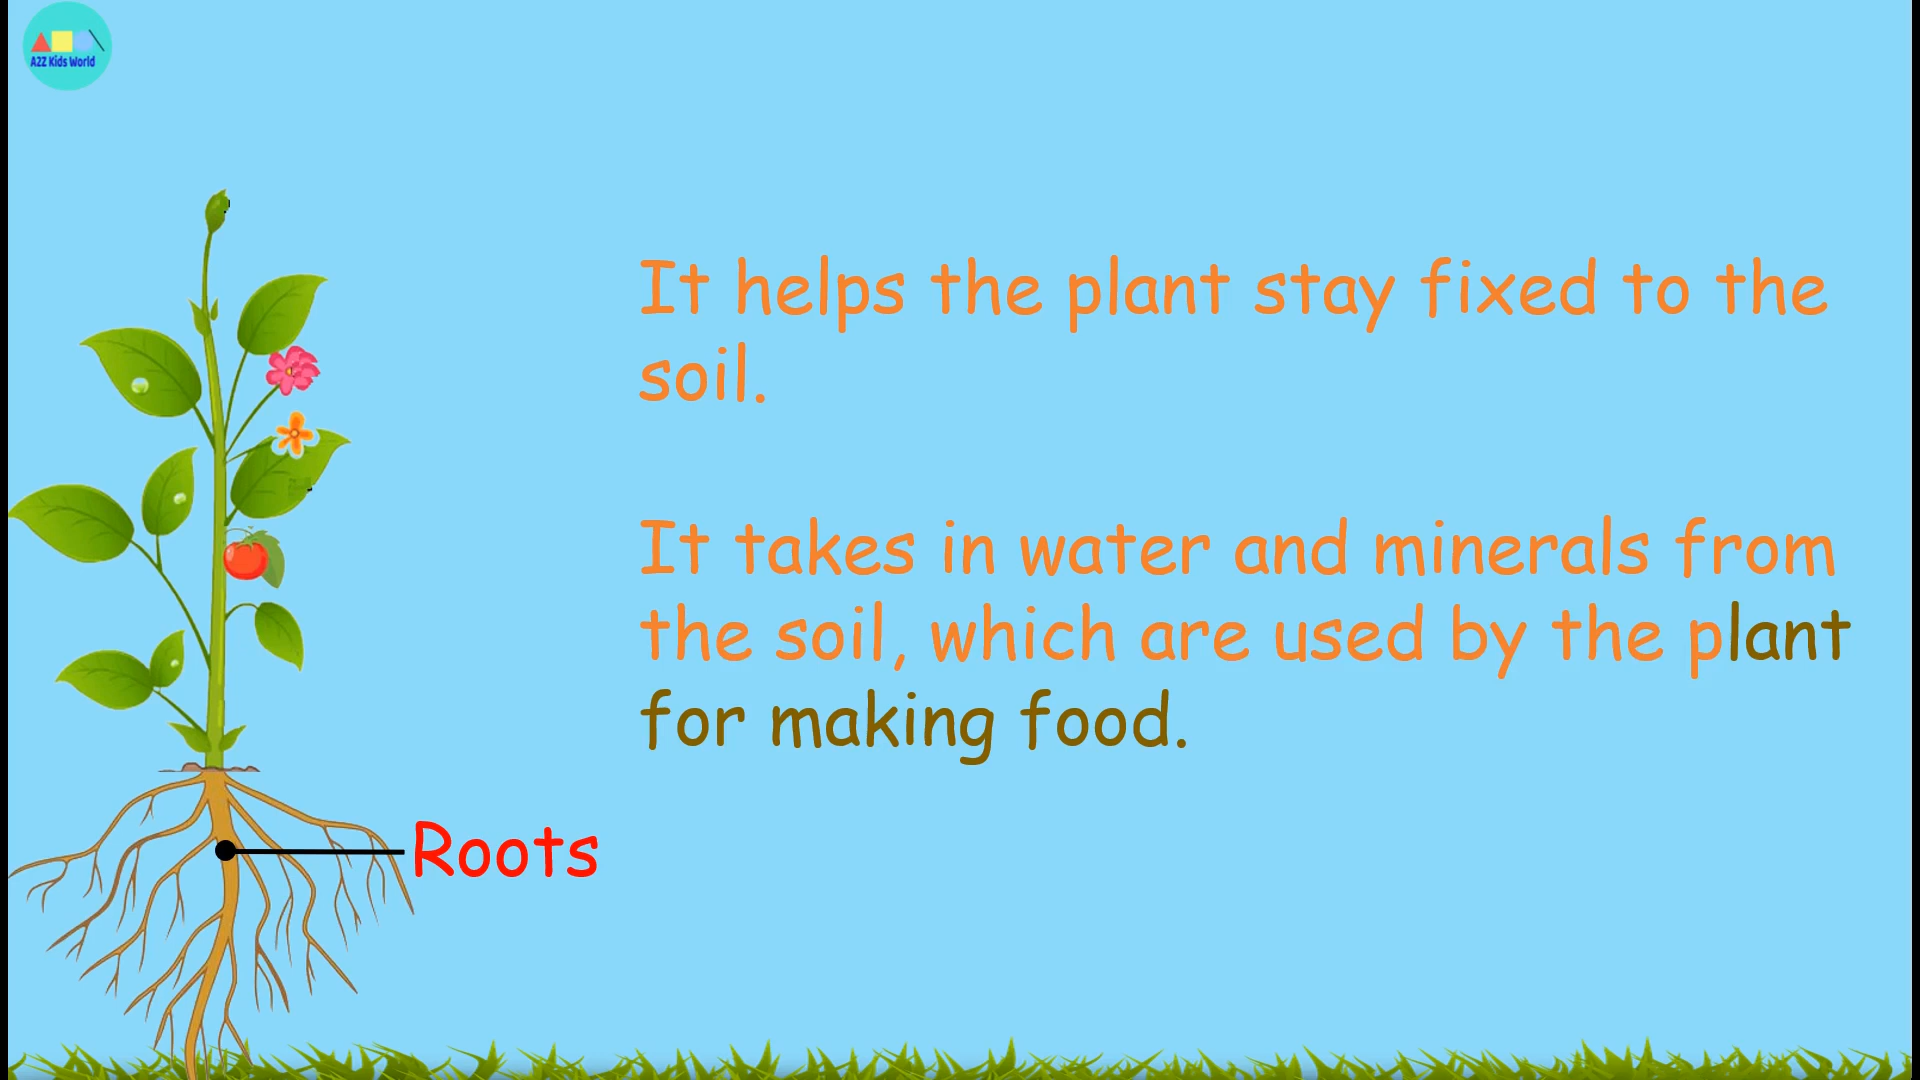 A2Z Kids World
It helps the plant stay fixed to the
soil.
It takes in water and minerals from
the soil, which are used by the plant
for making food.
Roots